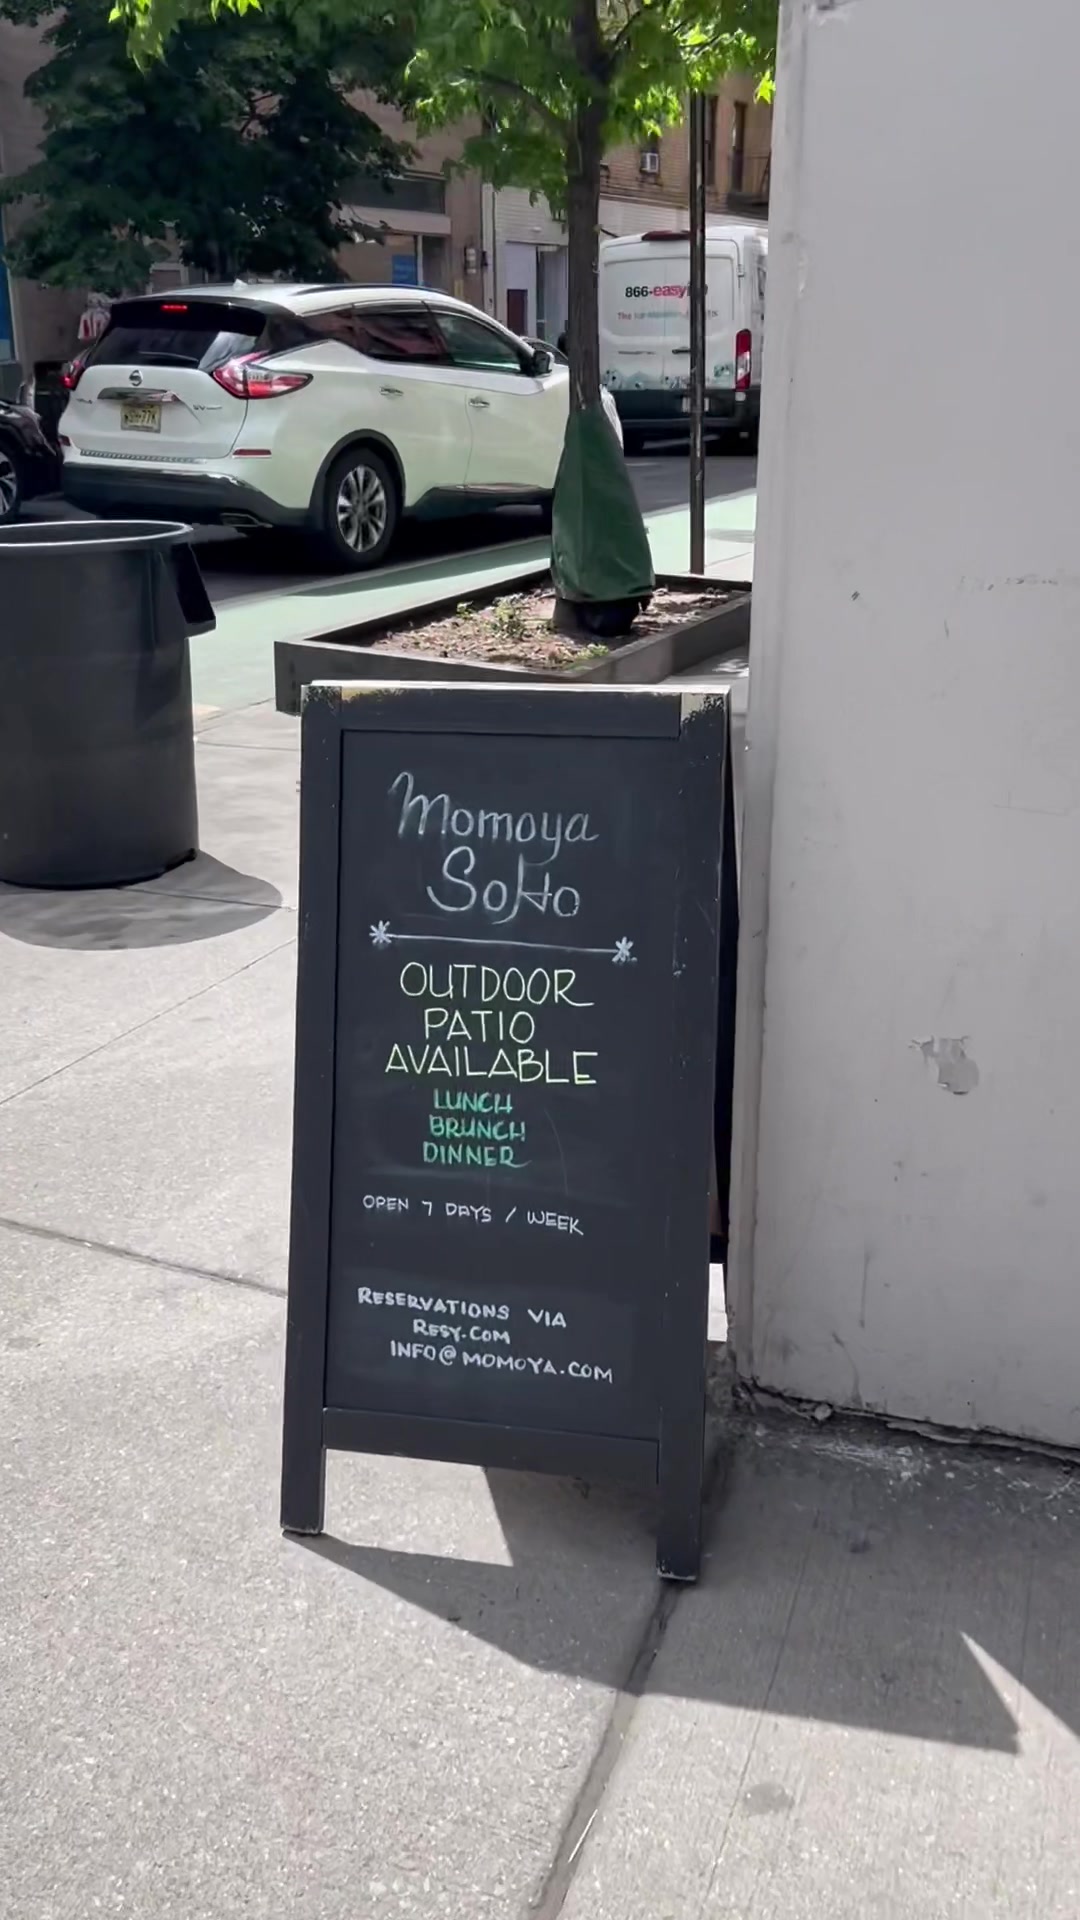 866-easy
Momoya
SoHo
OUTDOOR
PATIO
AVAILABLE
LUNCH
BRUNCH
DINNER
OPEN 7 DAYS / WEEK
RESERVATIONS VIA
RESY.COM
INFO@MOMOYA.COM